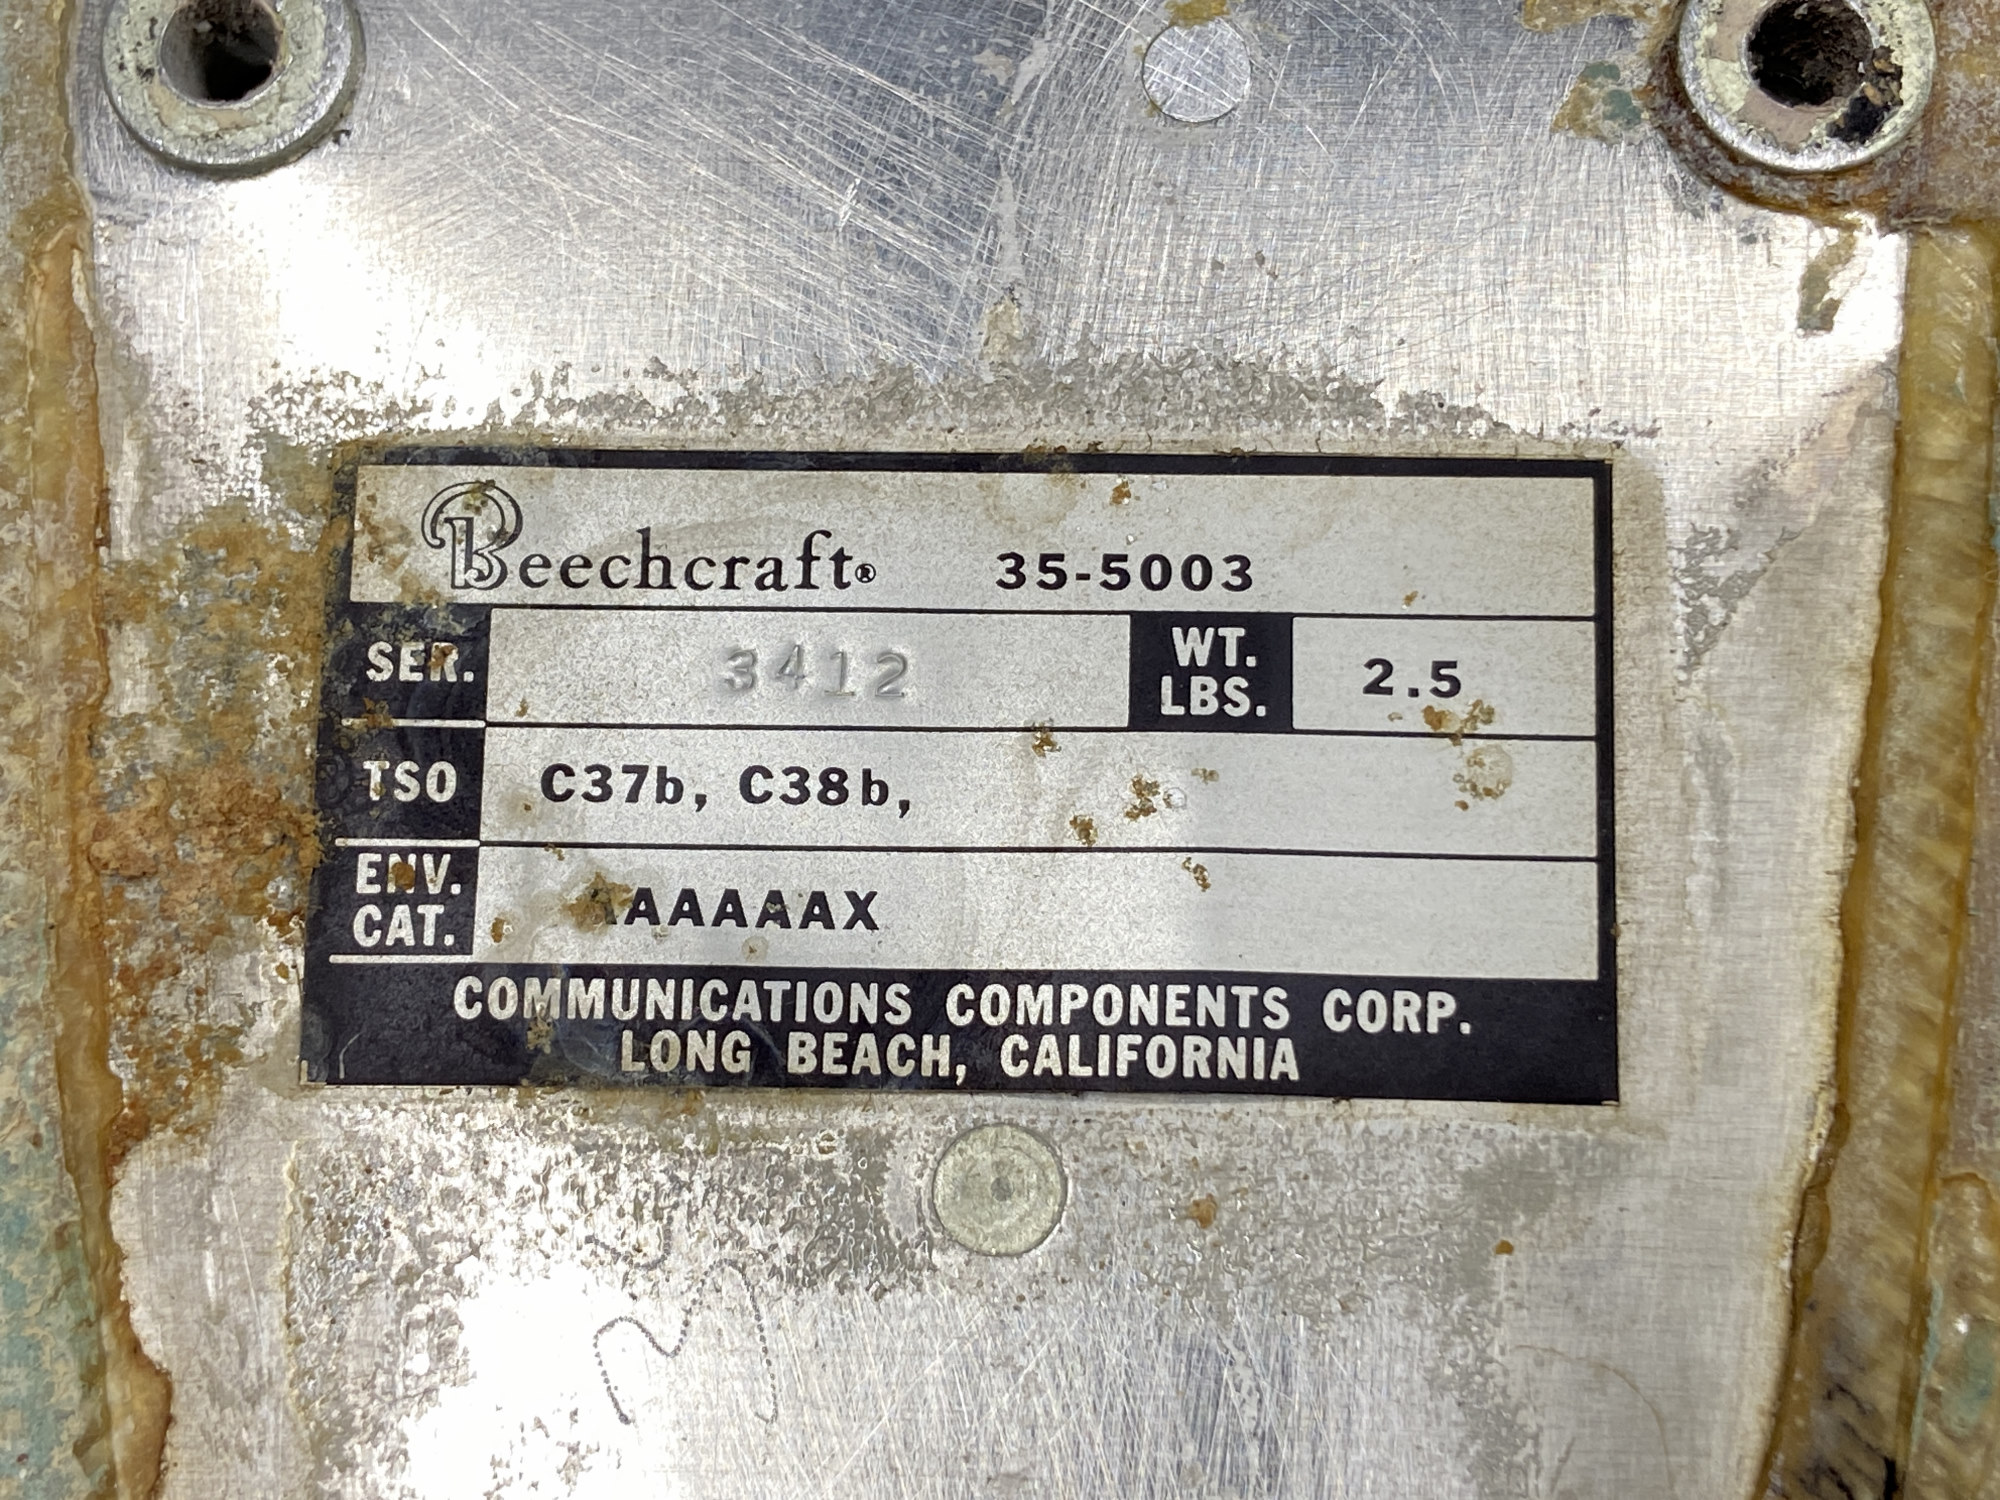 Beechcraft® 35-5003
SER. 3412 WT. LBS. 2.5
TSO C37b, C38b,
ENV. CAT. AAAAAAX
COMMUNICATIONS COMPONENTS CORP.
LONG BEACH, CALIFORNIA